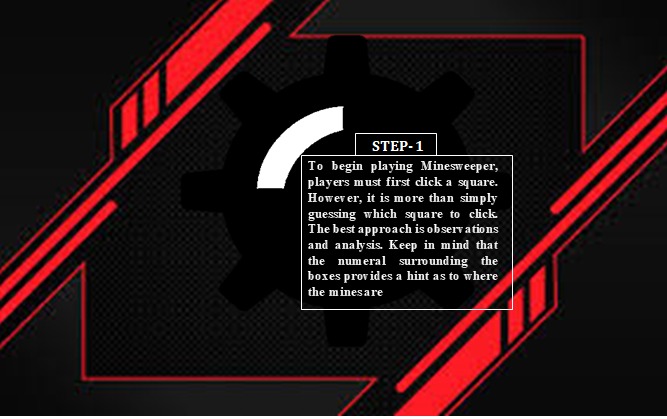 STEP-1
To begin playing Minesweeper,
players must first click a square.
However, it is more than simply
guessing which square to click.
The best approach is observations
and analysis. Keep in mind that
the numeral surrounding the
boxes provides a hint as to where
the mines are